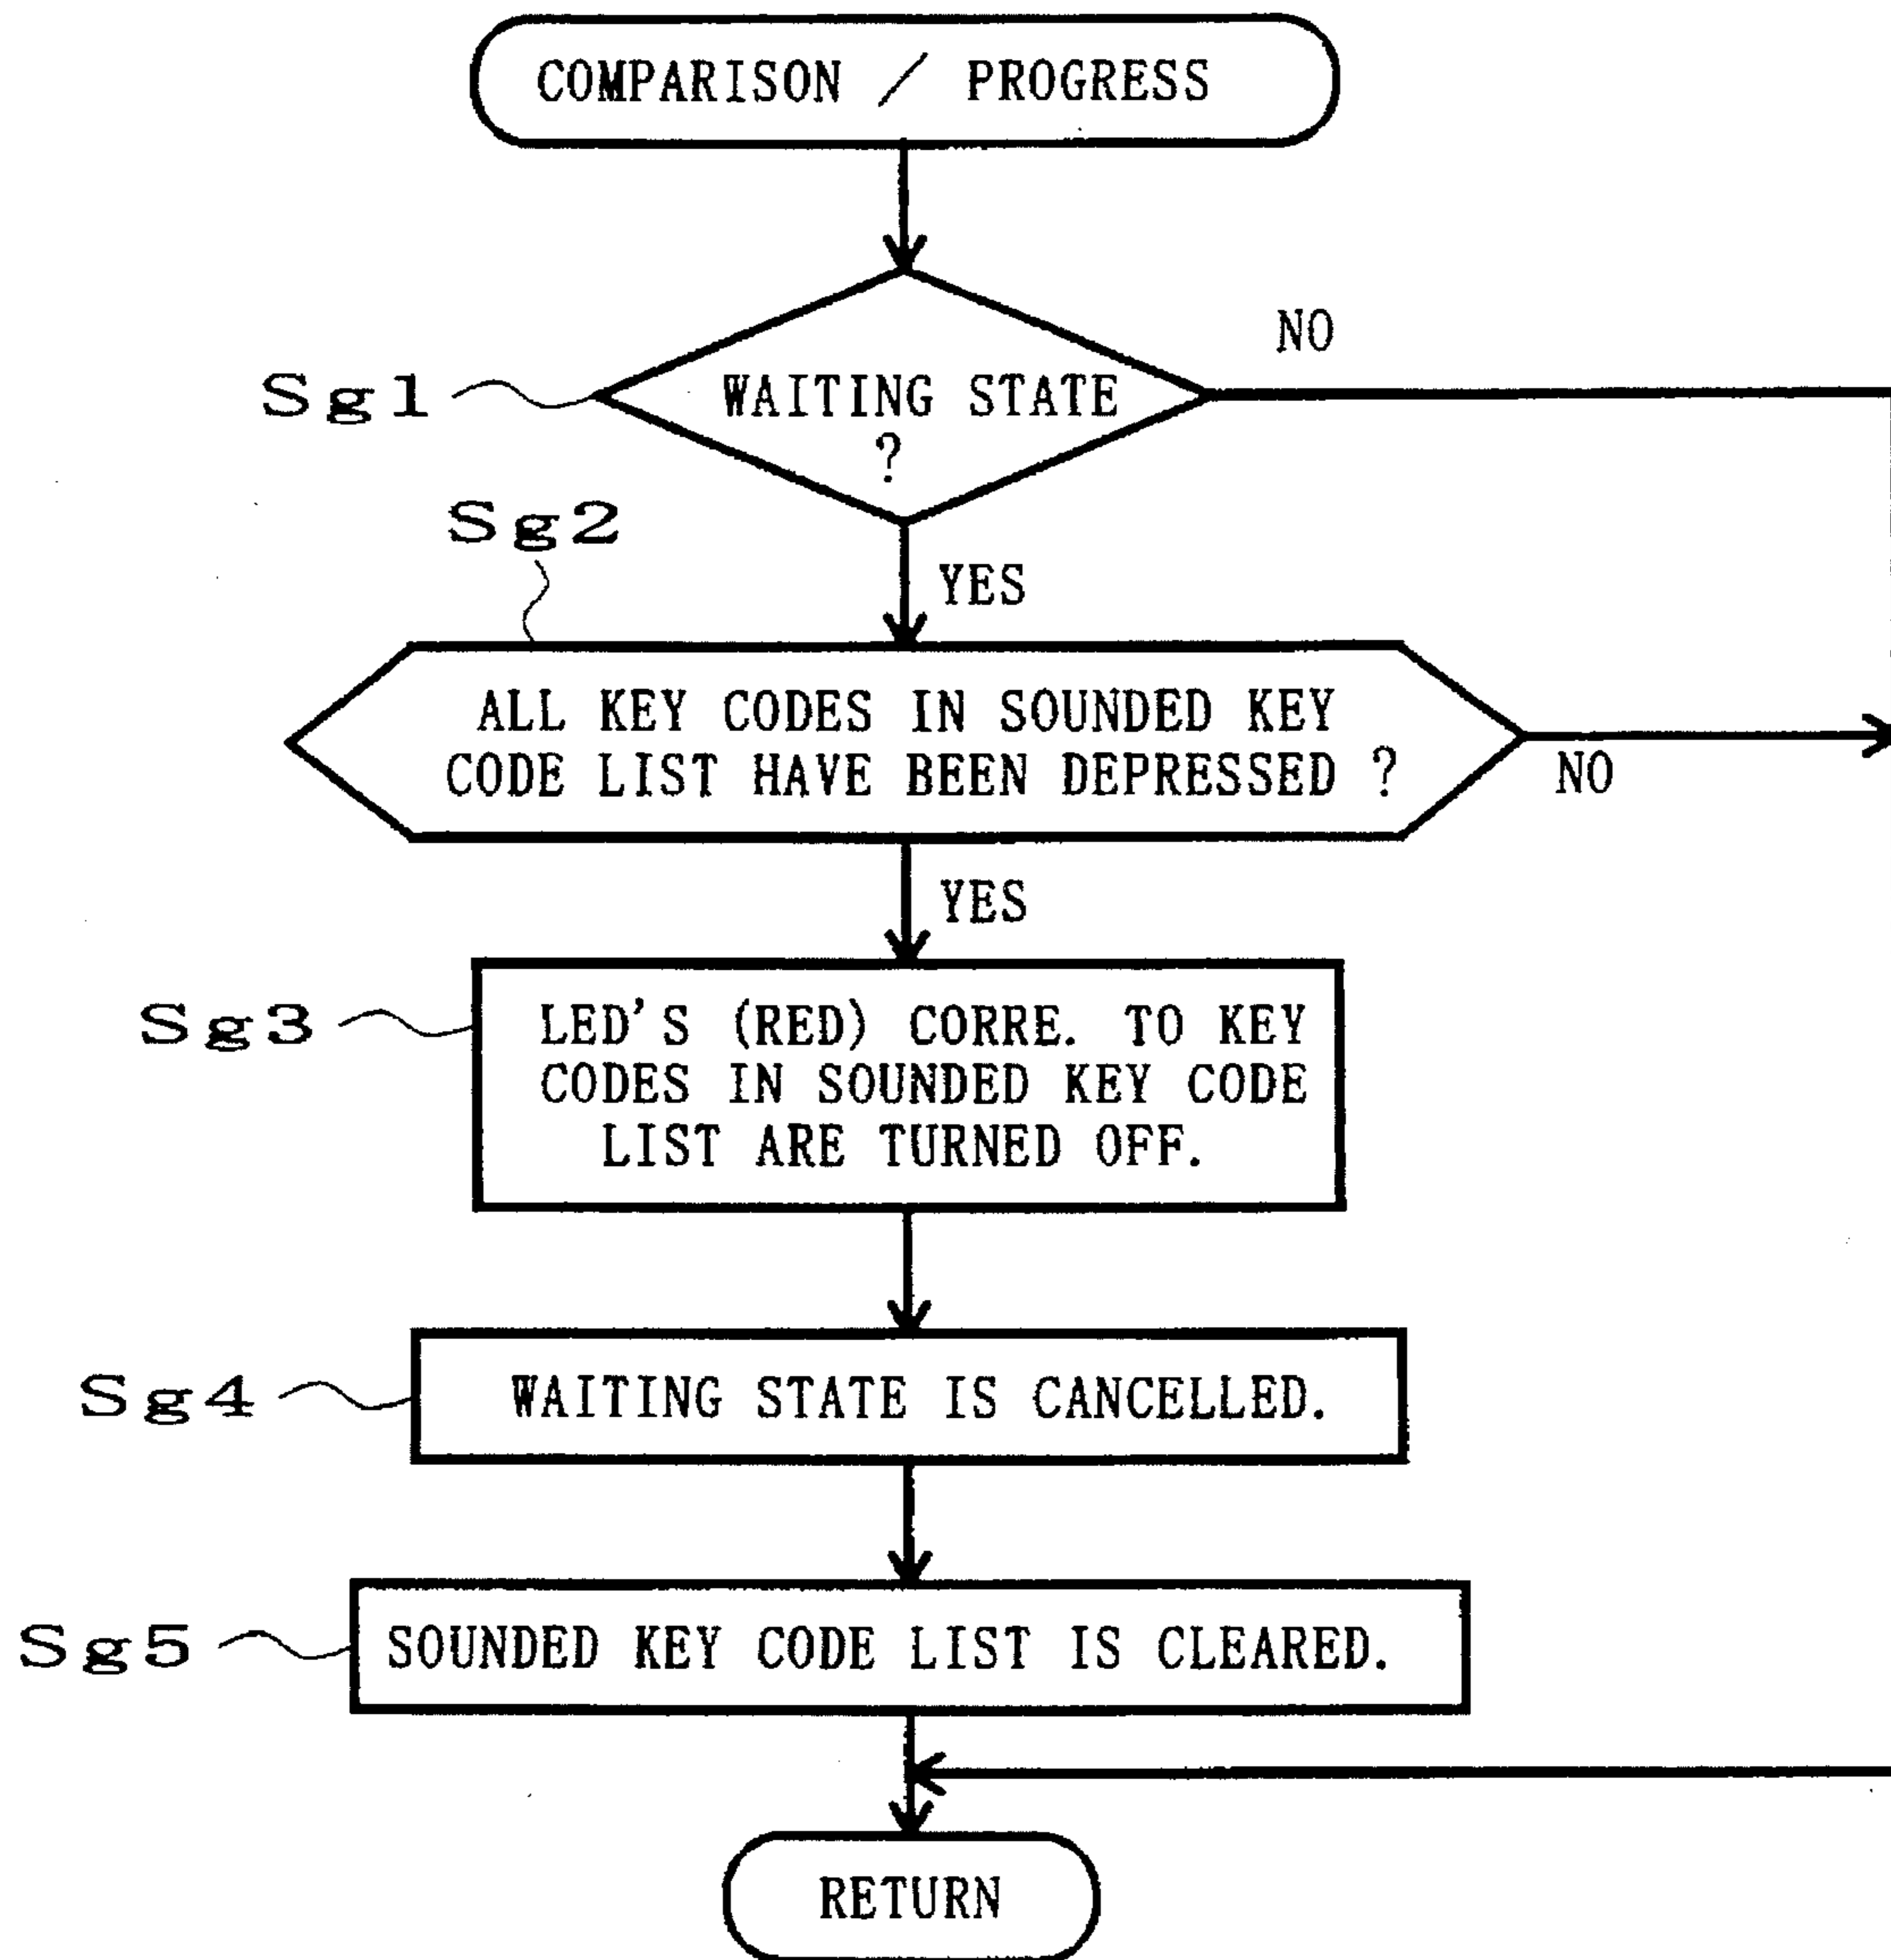 COMPARISON / PROGRESS
NO
Sg1
WAITING STATE
?
Sg2
YES
ALL KEY CODES IN SOUNDED KEY
CODE LIST HAVE BEEN DEPRESSED ?
NO
YES
Sg3
LED'S (RED) CORRE. TO KEY
CODES IN SOUNDED KEY CODE
LIST ARE TURNED OFF.
Sg4
WAITING STATE IS CANCELLED.
Sg5
SOUNDED KEY CODE LIST IS CLEARED.
RETURN